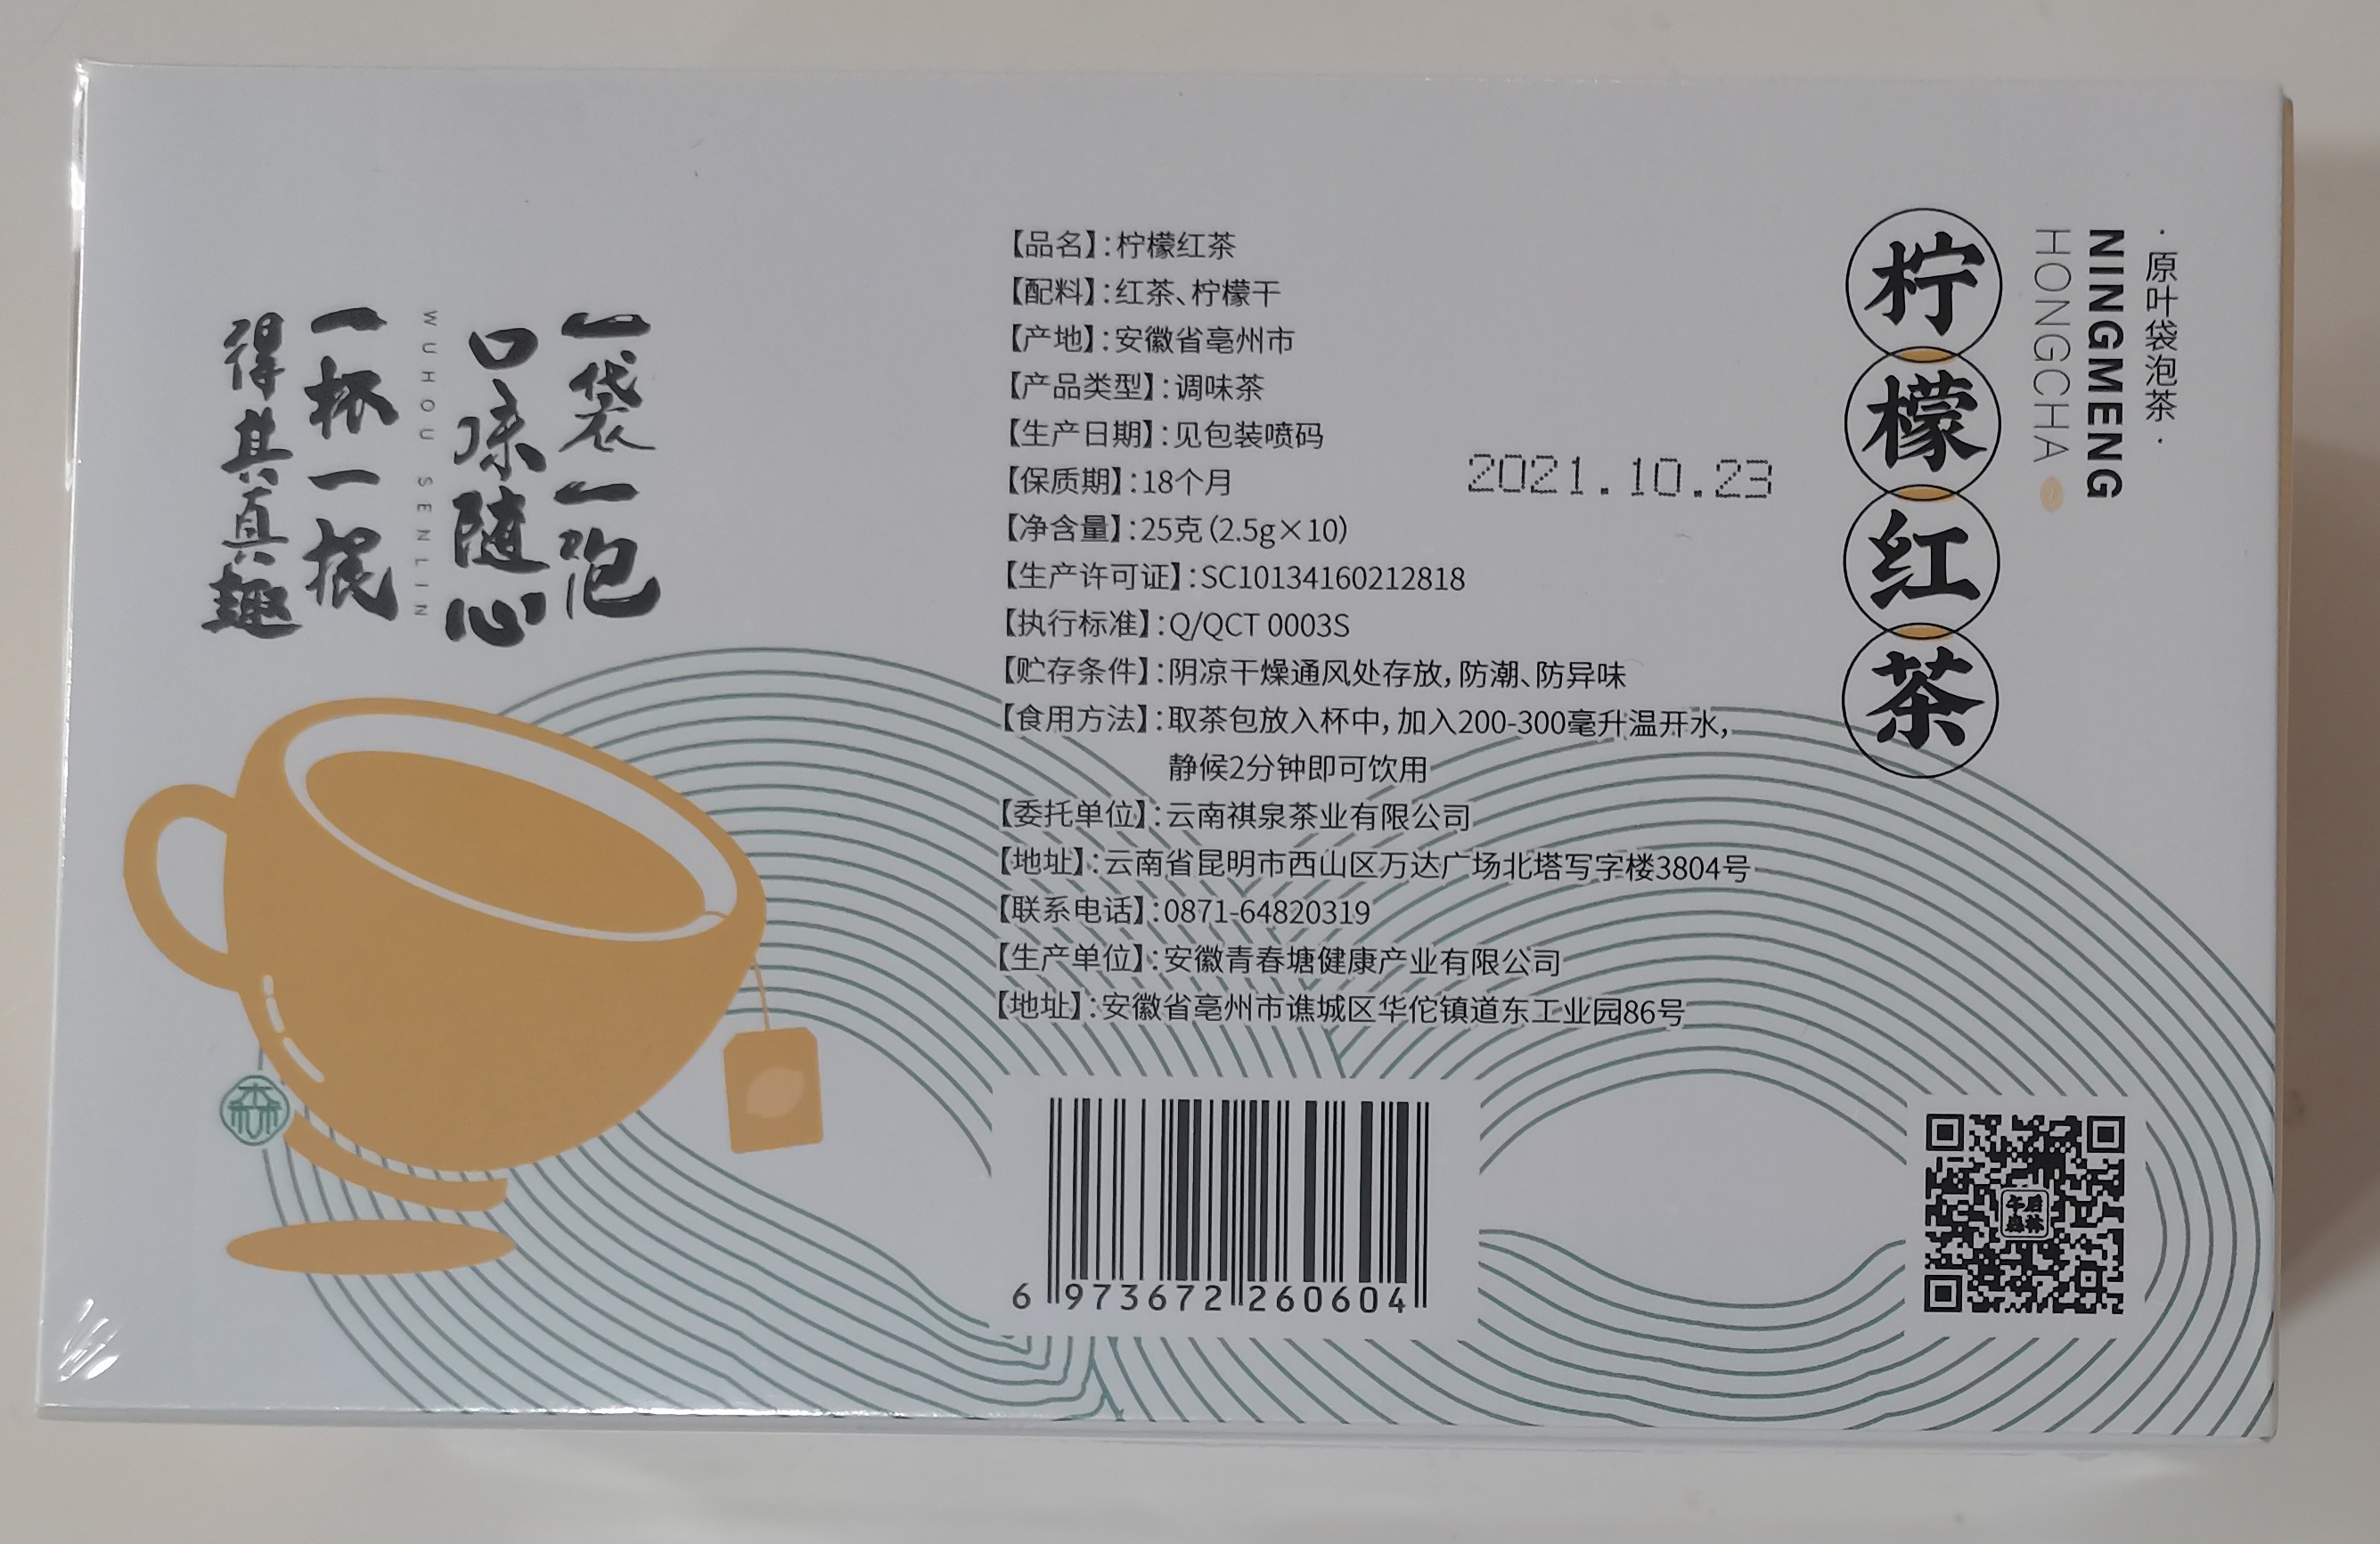 一袋一泡
口味随心
WUHOU SENLIN
一杯一撮
得其真趣
【品名】:柠檬红茶
【配料】:红茶、柠檬干
【产地】:安徽省亳州市
【产品类型】:调味茶
【生产日期】:见包装喷码
【保质期】:18个月
2021.10.23
【净含量】:25克(2.5g×10)
【生产许可证】:SC10134160212818
【执行标准】:Q/QCT 0003S
【贮存条件】:阴凉干燥通风处存放,防潮、防异味
【食用方法】:取茶包放入杯中,加入200-300毫升温开水,
静候2分钟即可饮用
【委托单位】:云南祺泉茶业有限公司
【地址】:云南省昆明市西山区万达广场北塔写字楼3804号
【联系电话】:0871-64820319
【生产单位】:安徽青春塘健康产业有限公司
【地址】:安徽省亳州市谯城区华佗镇道东工业园86号
6 973672 260604
·原叶袋泡茶·
NINGMENG
HONGCHA
柠檬红茶
午后
森林
森